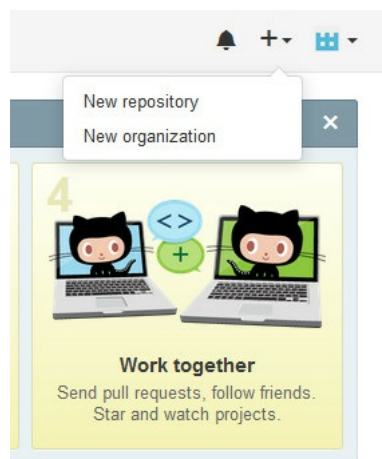 New repository
New organization
×
4
<>
+
Work together
Send pull requests, follow friends.
Star and watch projects.